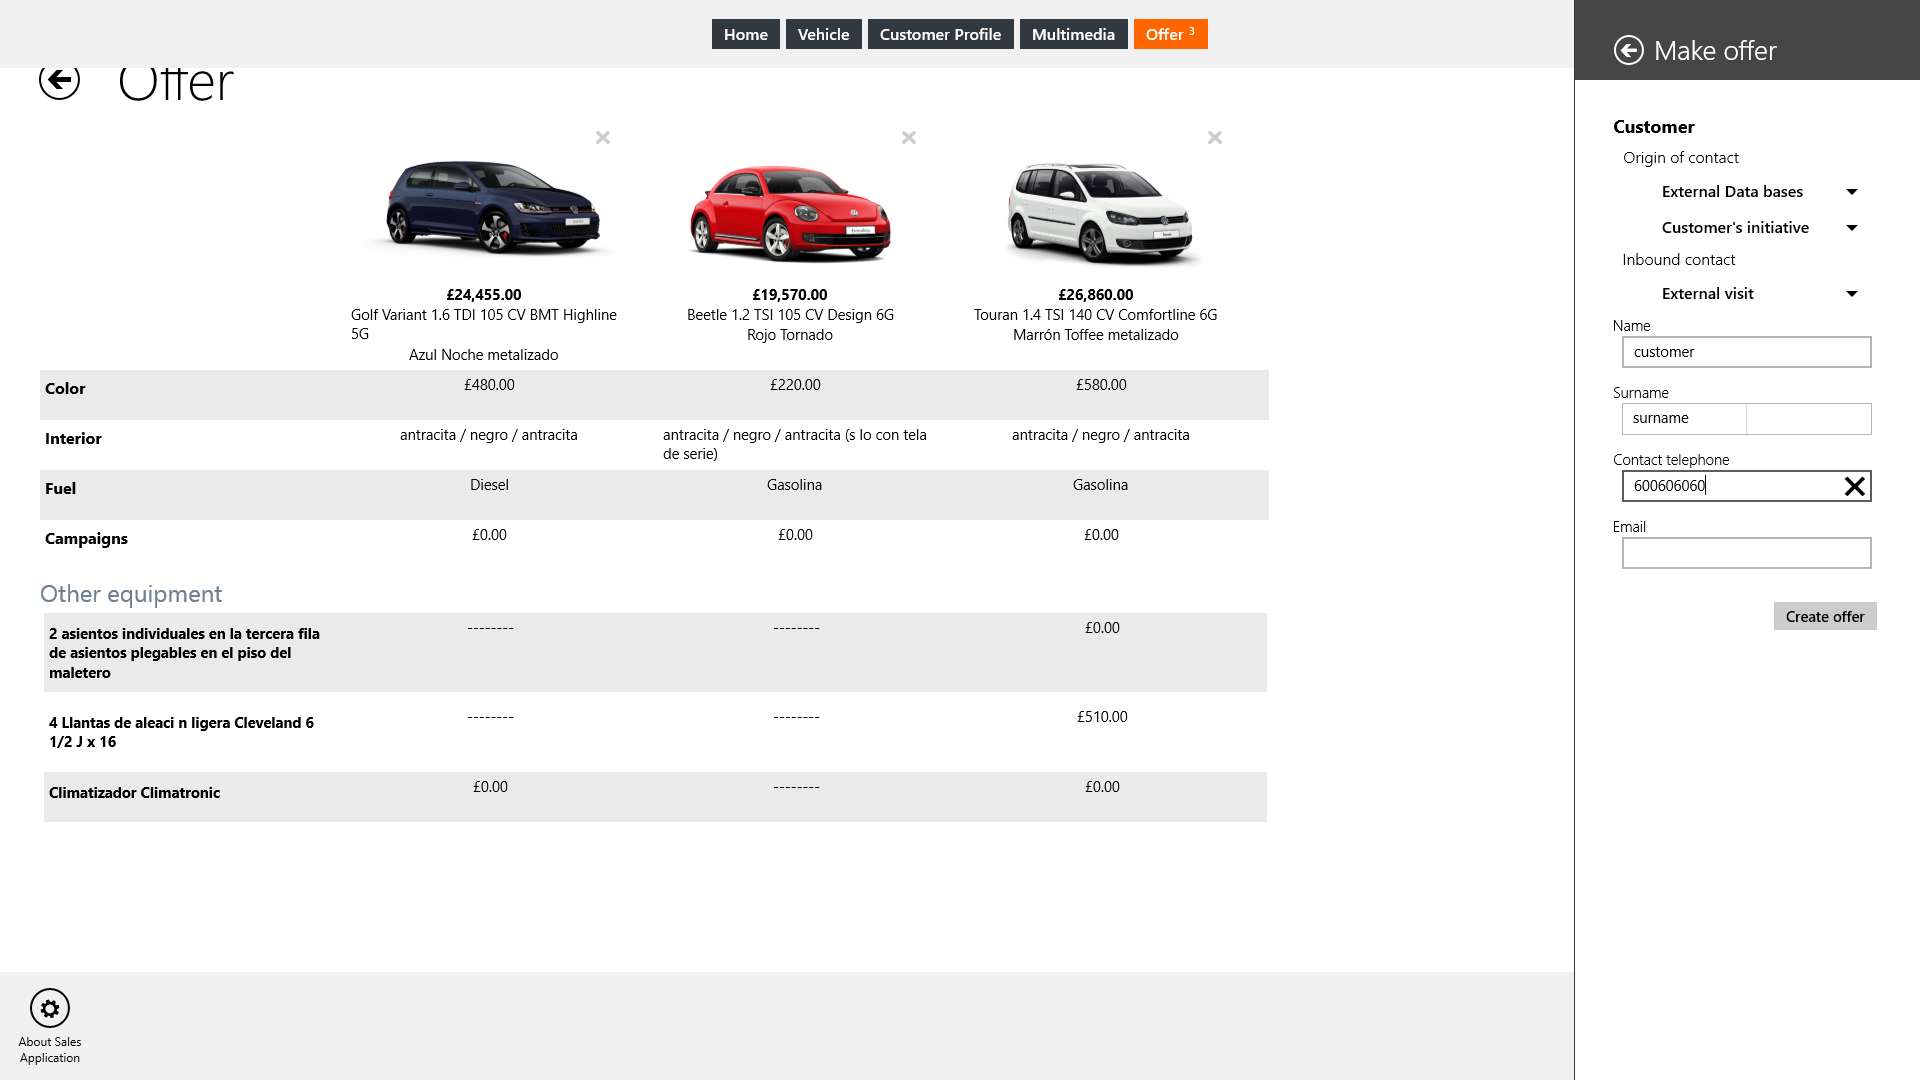 Home
Vehicle
Customer Profile
Multimedia
Offer 3
Offer
£24,455.00
Golf Variant 1.6 TDI 105 CV BMT Highline
5G
Azul Noche metalizado
£19,570.00
Beetle 1.2 TSI 105 CV Design 6G
Rojo Tornado
£26,860.00
Touran 1.4 TSI 140 CV Comfortline 6G
Marrón Toffee metalizado
Color
£480.00
£220.00
£580.00
Interior
antracita / negro / antracita
antracita / negro / antracita (s lo con tela
de serie)
antracita / negro / antracita
Fuel
Diesel
Gasolina
Gasolina
Campaigns
£0.00
£0.00
£0.00
Other equipment
2 asientos individuales en la tercera fila
de asientos plegables en el piso del
maletero
--------
--------
£0.00
4 Llantas de aleaci n ligera Cleveland 6
1/2 J x 16
--------
--------
£510.00
Climatizador Climatronic
£0.00
--------
£0.00
About Sales
Application
Make offer
Customer
Origin of contact
External Data bases
Customer's initiative
Inbound contact
External visit
Name
customer
Surname
surname
Contact telephone
600606060
Email
Create offer